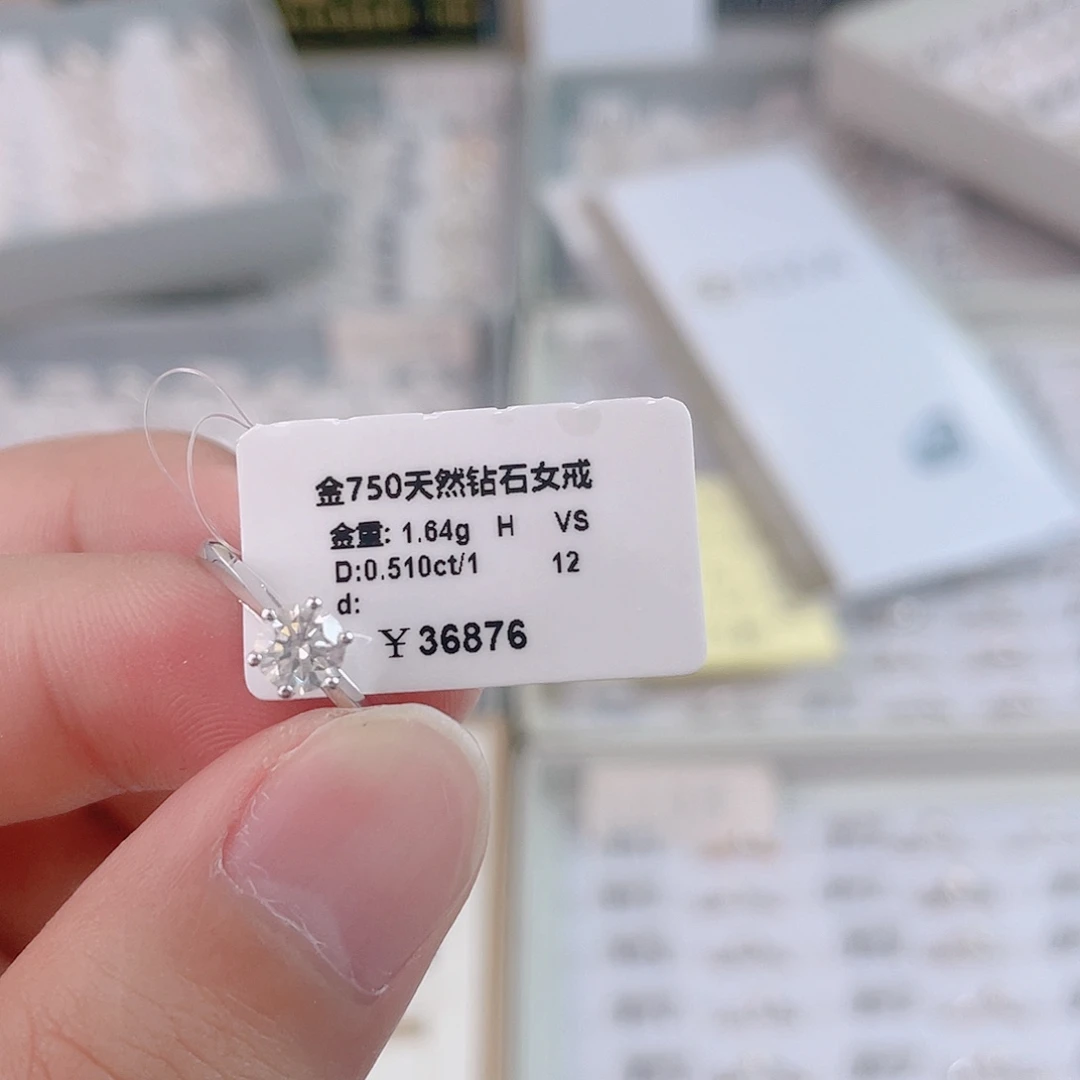 金750天然钻石女戒
金重: 1.64g H VS
D:0.510ct/1 12
d:
￥36876